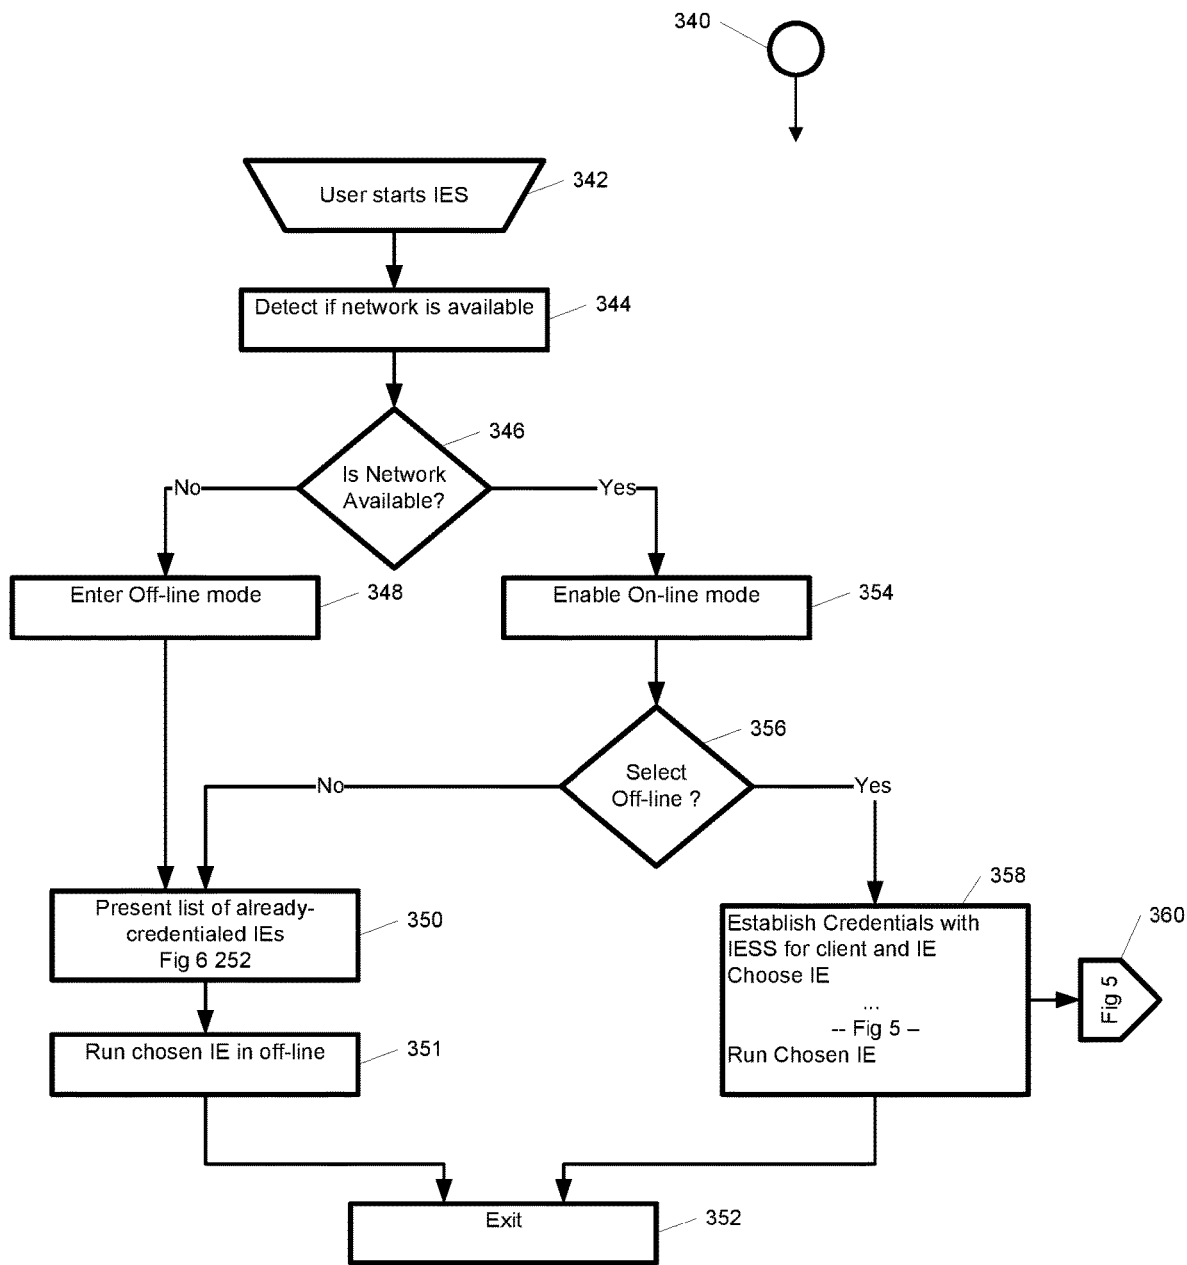 340
User starts IES
342
Detect if network is available
344
346
Is Network
Available?
No
Yes
Enter Off-line mode
348
Enable On-line mode
354
356
Select
Off-line ?
No
Yes
Present list of already-
credentialed IEs
Fig 6 252
350
358
Establish Credentials with
IESS for client and IE
Choose IE
...
-- Fig 5 –
Run Chosen IE
360
Fig 5
Run chosen IE in off-line
351
Exit
352